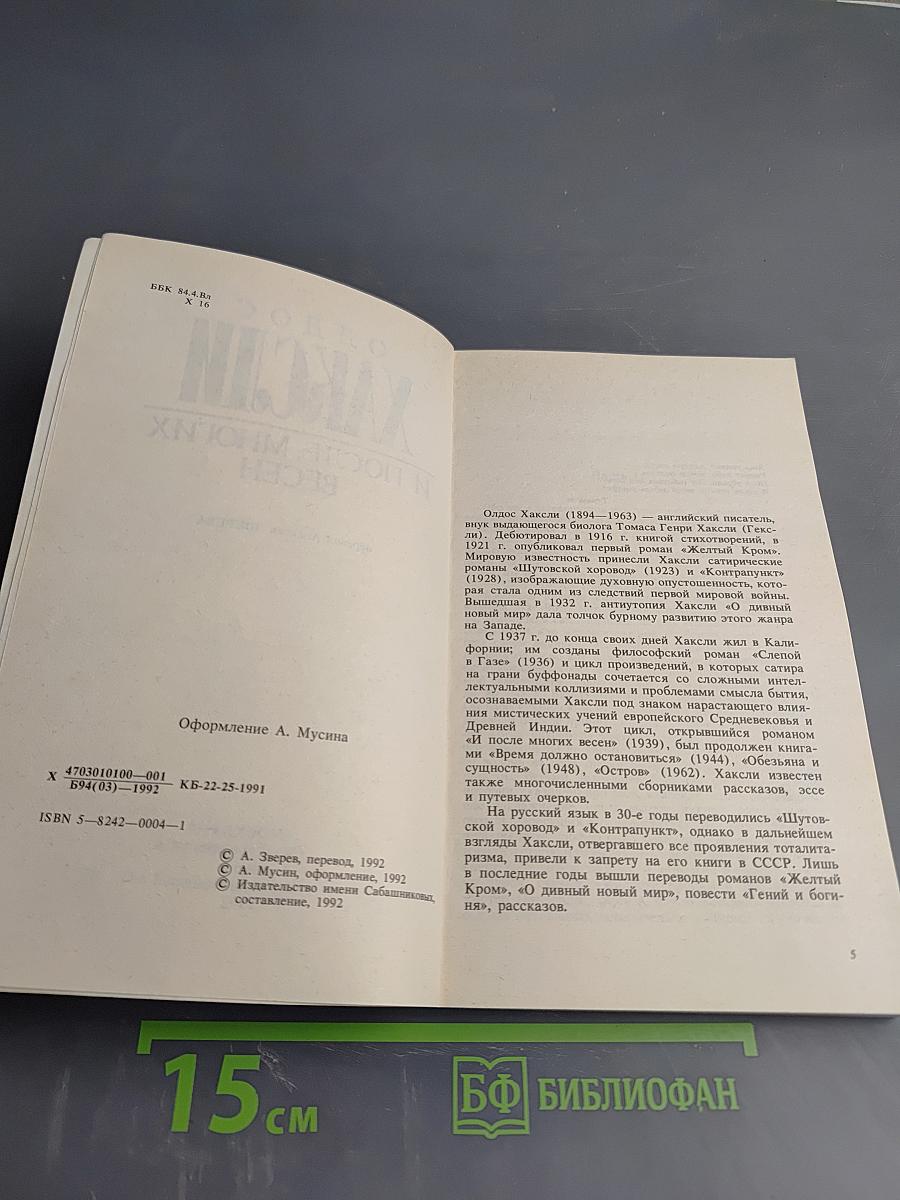 ББК 84.4.Вл
Х 16
Оформление А. Мусина
Х 4703010100—001
Б94(03)—1992
КБ-22-25-1991
ISBN 5—8242—0004—1
© А. Зверев, перевод, 1992
© А. Мусин, оформление, 1992
© Издательство имени Сабашниковых,
составление, 1992
Олдос Хаксли (1894—1963) — английский писатель,
внук выдающегося биолога Томаса Генри Хаксли (Гекс-
ли). Дебютировал в 1916 г. книгой стихотворений, в
1921 г. опубликовал первый роман «Желтый Кром».
Мировую известность принесли Хаксли сатирические
романы «Шутовской хоровод» (1923) и «Контрапункт»
(1928), изображающие духовную опустошенность, кото-
рая стала одним из следствий первой мировой войны.
Вышедшая в 1932 г. антиутопия Хаксли «О дивный
новый мир» дала толчок бурному развитию этого жанра
на Западе.
С 1937 г. до конца своих дней Хаксли жил в Кали-
форнии; им созданы философский роман «Слепой
в Газе» (1936) и цикл произведений, в которых сатира
на грани буффонады сочетается со сложными интел-
лектуальными коллизиями и проблемами смысла бытия,
осознаваемыми Хаксли под знаком нарастающего влия-
ния мистических учений европейского Средневековья и
Древней Индии. Этот цикл, открывшийся романом
«И после многих весен» (1939), был продолжен книга-
ми «Время должно остановиться» (1944), «Обезьяна и
сущность» (1948), «Остров» (1962). Хаксли известен
также многочисленными сборниками рассказов, эссе
и путевых очерков.
На русский язык в 30-е годы переводились «Шутов-
ской хоровод» и «Контрапункт», однако в дальнейшем
взгляды Хаксли, отвергавшего все проявления тоталита-
ризма, привели к запрету на его книги в СССР. Лишь
в последние годы вышли переводы романов «Желтый
Кром», «О дивный новый мир», повести «Гений и боги-
ня», рассказов.
5
15 см
БФ БИБЛИОФАН